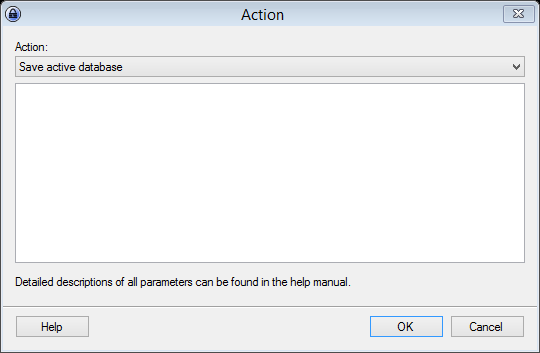 Action
Action:
Save active database
Detailed descriptions of all parameters can be found in the help manual.
Help
OK
Cancel